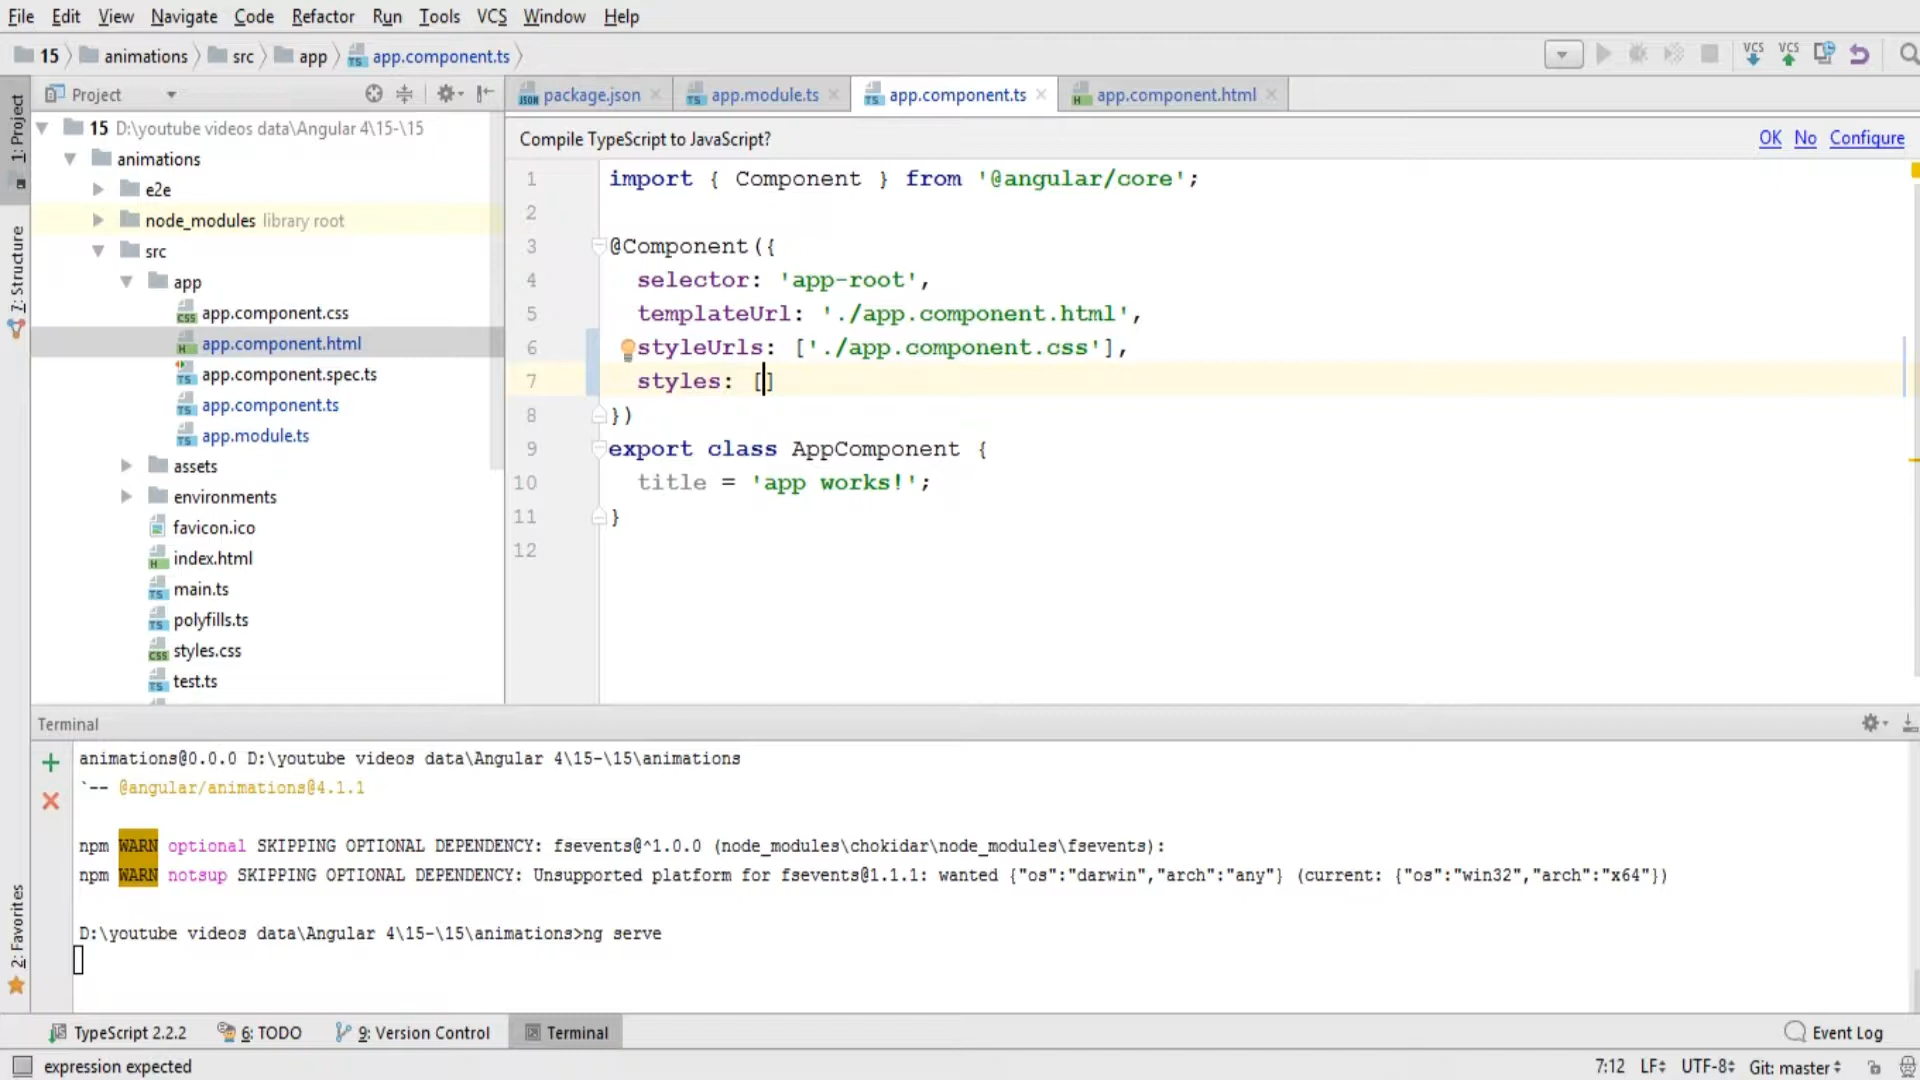 File Edit View Navigate Code Refactor Run Tools VCS Window Help
15 animations src app app.component.ts
VCS VCS
Project
package.json app.module.ts app.component.ts app.component.html
1: Project
7: Structure
2: Favorites
15 D:\youtube videos data\Angular 4\15-\15
animations
e2e
node_modules library root
src
app
app.component.css
app.component.html
app.component.spec.ts
app.component.ts
app.module.ts
assets
environments
favicon.ico
index.html
main.ts
polyfills.ts
styles.css
test.ts
Compile TypeScript to JavaScript? OK No Configure
1 import { Component } from '@angular/core';
2
3 @Component({
4 selector: 'app-root',
5 templateUrl: './app.component.html',
6 styleUrls: ['./app.component.css'],
7 styles: []
8 })
9 export class AppComponent {
10 title = 'app works!';
11 }
12
Terminal
animations@0.0.0 D:\youtube videos data\Angular 4\15-\15\animations
`-- @angular/animations@4.1.1
npm WARN optional SKIPPING OPTIONAL DEPENDENCY: fsevents@^1.0.0 (node_modules\chokidar\node_modules\fsevents):
npm WARN notsup SKIPPING OPTIONAL DEPENDENCY: Unsupported platform for fsevents@1.1.1: wanted {"os":"darwin","arch":"any"} (current: {"os":"win32","arch":"x64"})
D:\youtube videos data\Angular 4\15-\15\animations>ng serve
TypeScript 2.2.2 6: TODO 9: Version Control Terminal Event Log
expression expected 7:12 LF UTF-8 Git: master